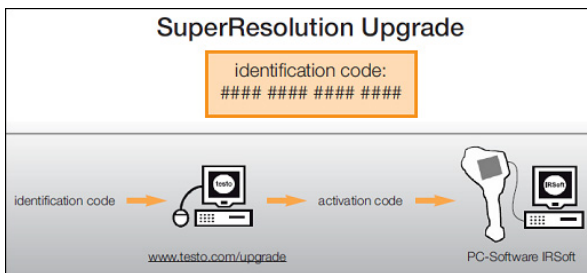 SuperResolution Upgrade
identification code:
#### #### #### ####
identification code
testo
activation code
IRSoft
www.testo.com/upgrade
PC-Software IRSoft